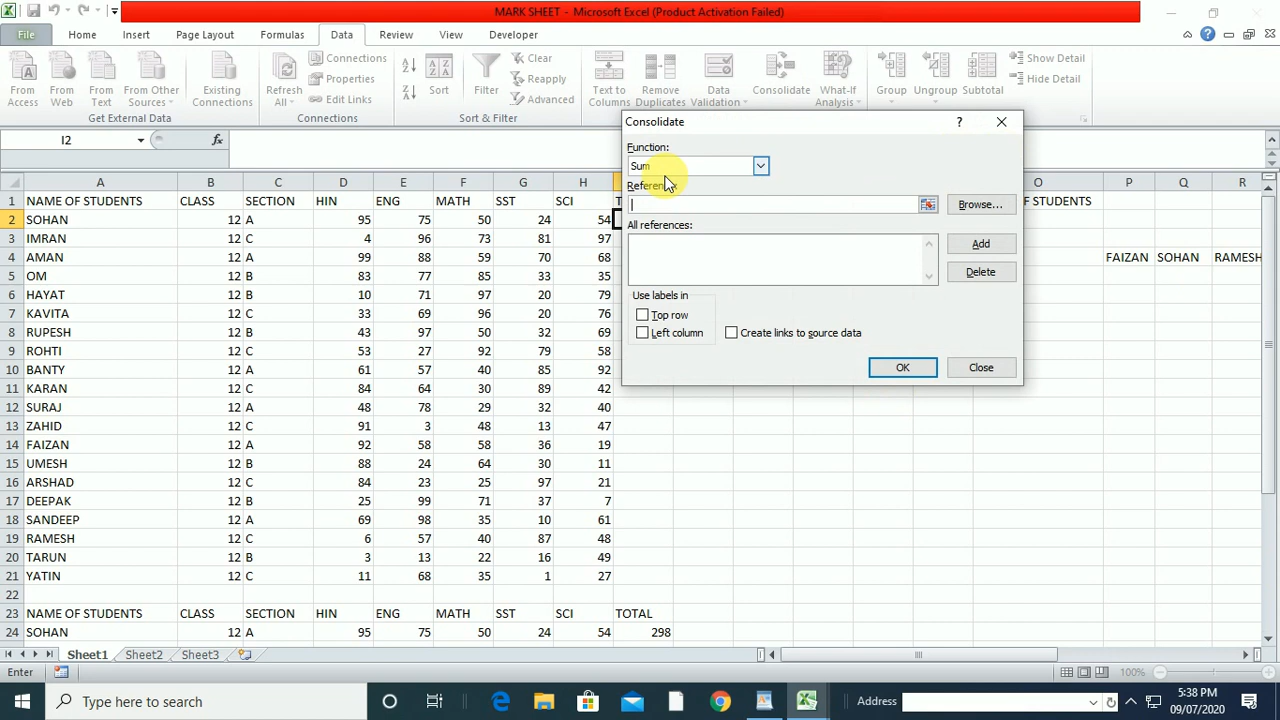 MARK SHEET - Microsoft Excel (Product Activation Failed)
File Home Insert Page Layout Formulas Data Review View Developer
From Access
From Web
From Text
From Other Sources
Existing Connections
Get External Data
Refresh All
Connections
Properties
Edit Links
Connections
Sort
Filter
Clear
Reapply
Advanced
Sort & Filter
Text to Columns
Remove Duplicates
Data Validation
Consolidate
What-If Analysis
Group
Ungroup
Subtotal
Show Detail
Hide Detail
I2 fx
Consolidate ?
Function:
Sum
Reference:
Browse...
All references:
Add
Delete
Use labels in
Top row
Left column
Create links to source data
OK
Close
A B C D E F G H O P Q R
1 NAME OF STUDENTS CLASS SECTION HIN ENG MATH SST SCI F STUDENTS
2 SOHAN 12 A 95 75 50 24 54
3 IMRAN 12 C 4 96 73 81 97
4 AMAN 12 A 99 88 59 70 68 FAIZAN SOHAN RAMESH
5 OM 12 B 83 77 85 33 35
6 HAYAT 12 B 10 71 97 20 79
7 KAVITA 12 C 33 69 96 20 76
8 RUPESH 12 B 43 97 50 32 69
9 ROHTI 12 C 53 27 92 79 58
10 BANTY 12 A 61 57 40 85 92
11 KARAN 12 C 84 64 30 89 42
12 SURAJ 12 A 48 78 29 32 40
13 ZAHID 12 C 91 3 48 13 47
14 FAIZAN 12 A 92 58 58 36 19
15 UMESH 12 B 88 24 64 30 11
16 ARSHAD 12 C 84 23 25 97 21
17 DEEPAK 12 B 25 99 71 37 7
18 SANDEEP 12 A 69 98 35 10 61
19 RAMESH 12 C 6 57 40 87 48
20 TARUN 12 B 3 13 22 16 49
21 YATIN 12 C 11 68 35 1 27
22
23 NAME OF STUDENTS CLASS SECTION HIN ENG MATH SST SCI TOTAL
24 SOHAN 12 A 95 75 50 24 54 298
Sheet1 Sheet2 Sheet3
Enter 100%
Type here to search
Address
5:38 PM
09/07/2020